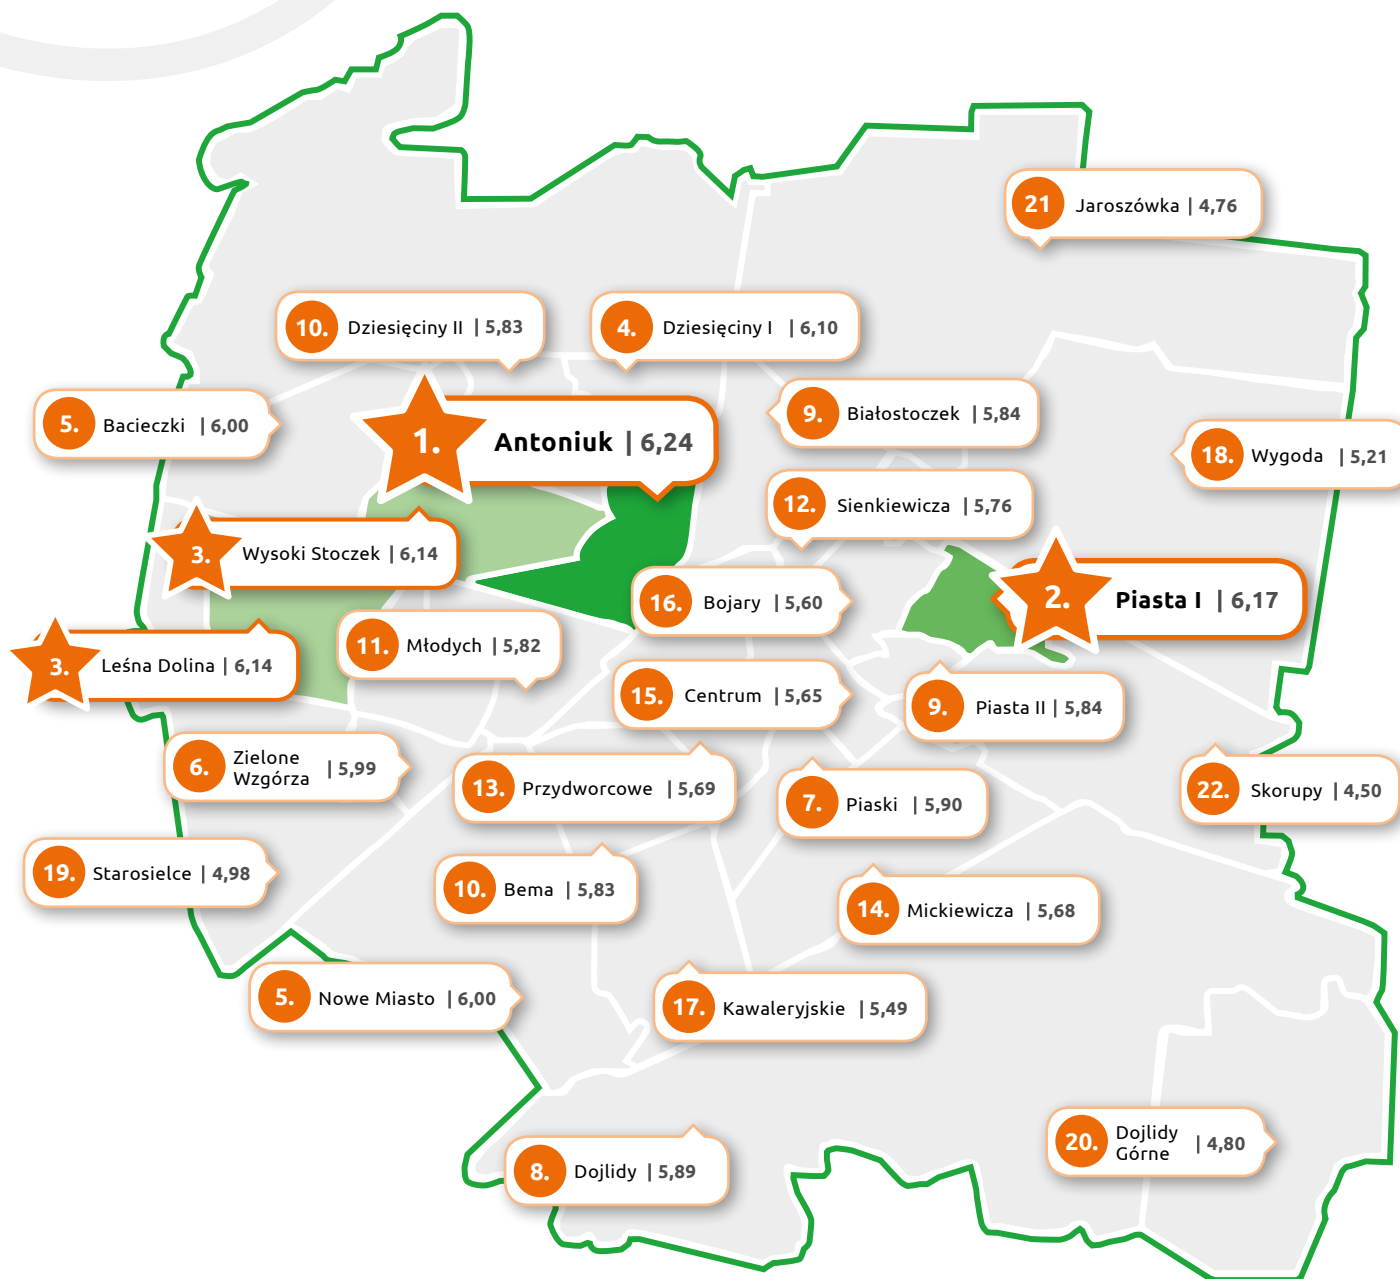 21 Jaroszówka | 4,76
10. Dziesięciny II | 5,83
4. Dziesięciny I | 6,10
5. Bacieczki | 6,00
9. Białostoczek | 5,84
1. Antoniuk | 6,24
18. Wygoda | 5,21
12. Sienkiewicza | 5,76
3. Wysoki Stoczek | 6,14
2. Piasta I | 6,17
16. Bojary | 5,60
11. Młodych | 5,82
3. Leśna Dolina | 6,14
15. Centrum | 5,65
9. Piasta II | 5,84
6. Zielone
Wzgórza | 5,99
13. Przydworcowe | 5,69
7. Piaski | 5,90
22. Skorupy | 4,50
19. Starosielce | 4,98
10. Bema | 5,83
14. Mickiewicza | 5,68
5. Nowe Miasto | 6,00
17. Kawaleryjskie | 5,49
20. Dojlidy
Górne | 4,80
8. Dojlidy | 5,89